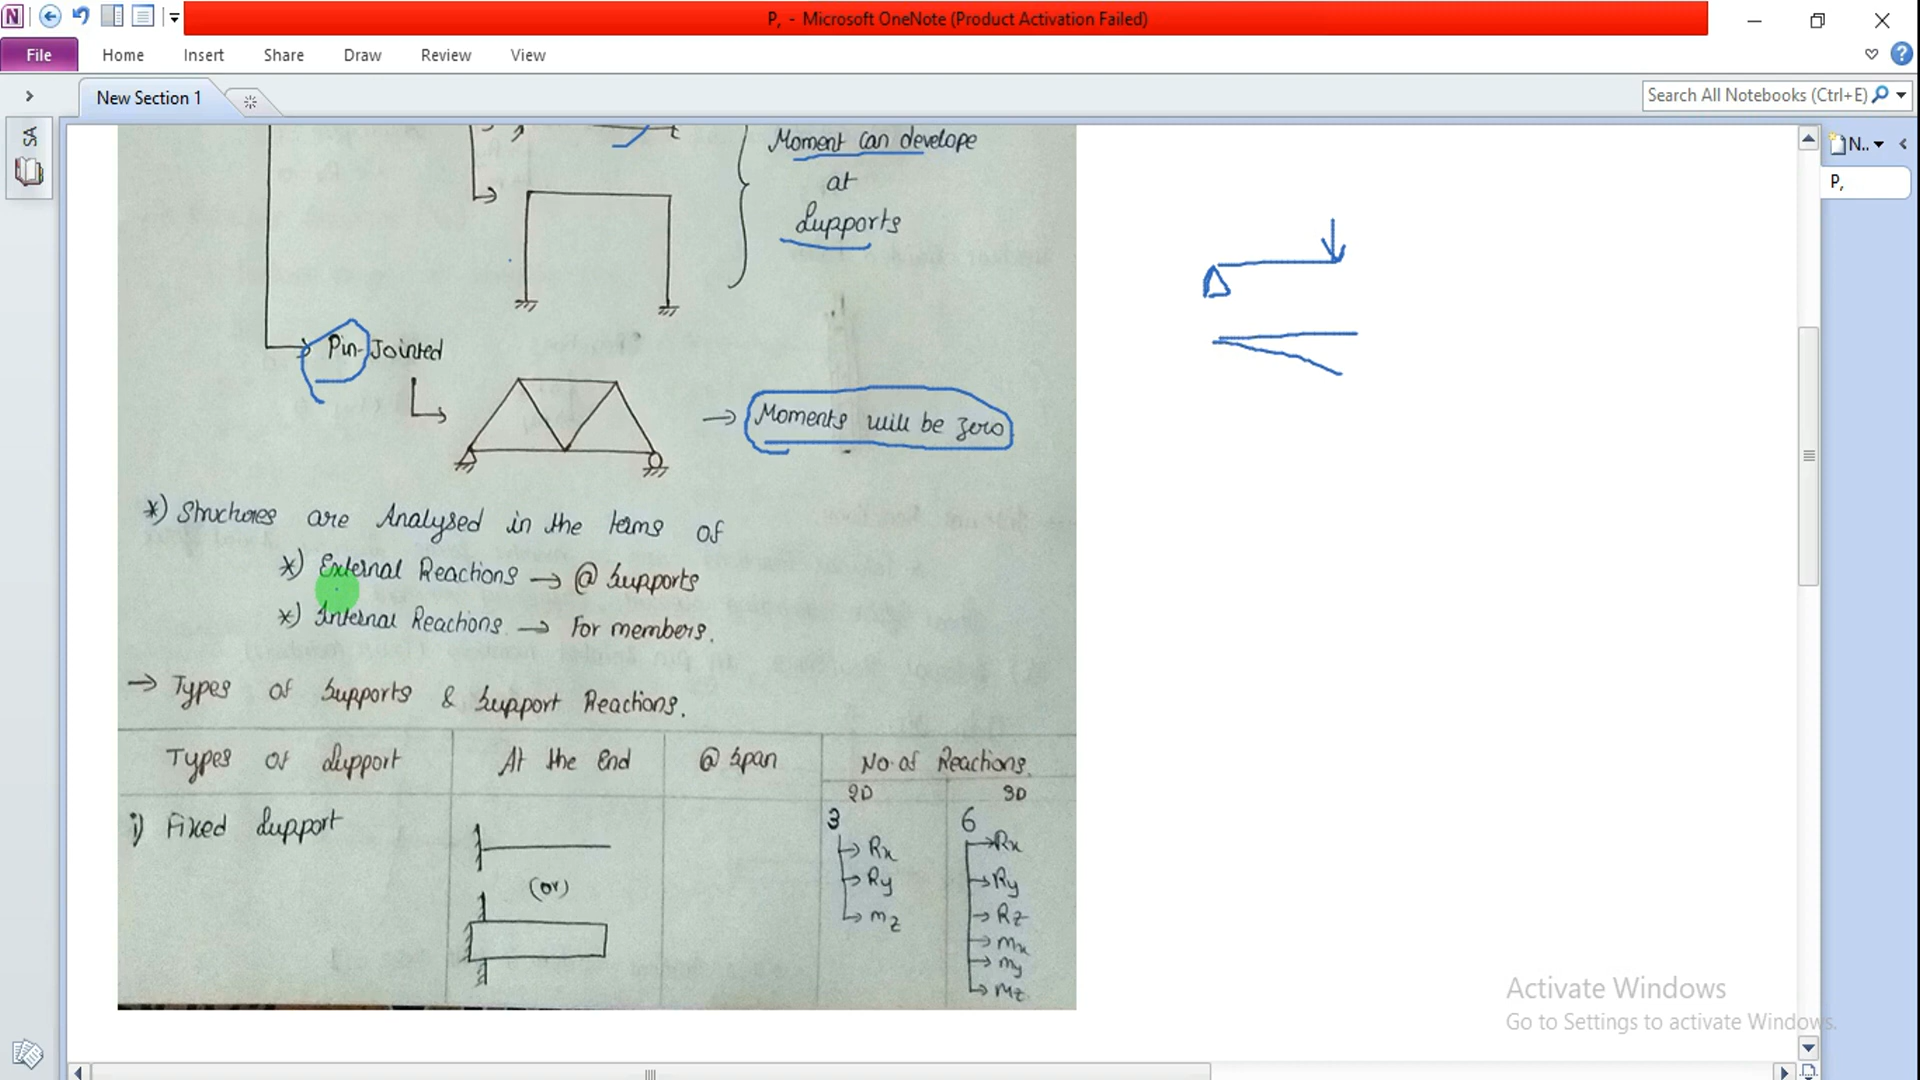 P, - Microsoft OneNote (Product Activation Failed)
File
Home
Insert
Share
Draw
Review
View
New Section 1
Search All Notebooks (Ctrl+E)
SA
N..
P,
Moment can develope
at
Supports
Pin-Jointed
Moments will be zero
*) Structures are Analysed in the terms of
*) External Reactions → @ Supports
*) Internal Reactions. → For members.
→ Types of Supports & Support Reactions.
Types of Support
At the End
@ Span
No. of Reactions.
2D
3D
i) Fixed Support
(or)
3
→ Rx
→ Ry
→ Mz
6
→ Rx
→ Ry
→ Rz
→ Mx
→ My
→ Mz
Activate Windows
Go to Settings to activate Windows.